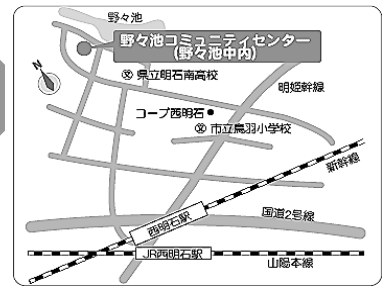 野々池
野々池コミュニティセンター
(野々池中内)
県立明石南高校
明姫幹線
コープ西明石
市立鳥羽小学校
新幹線
国道2号線
西明石駅
JR西明石駅
山陽本線
N